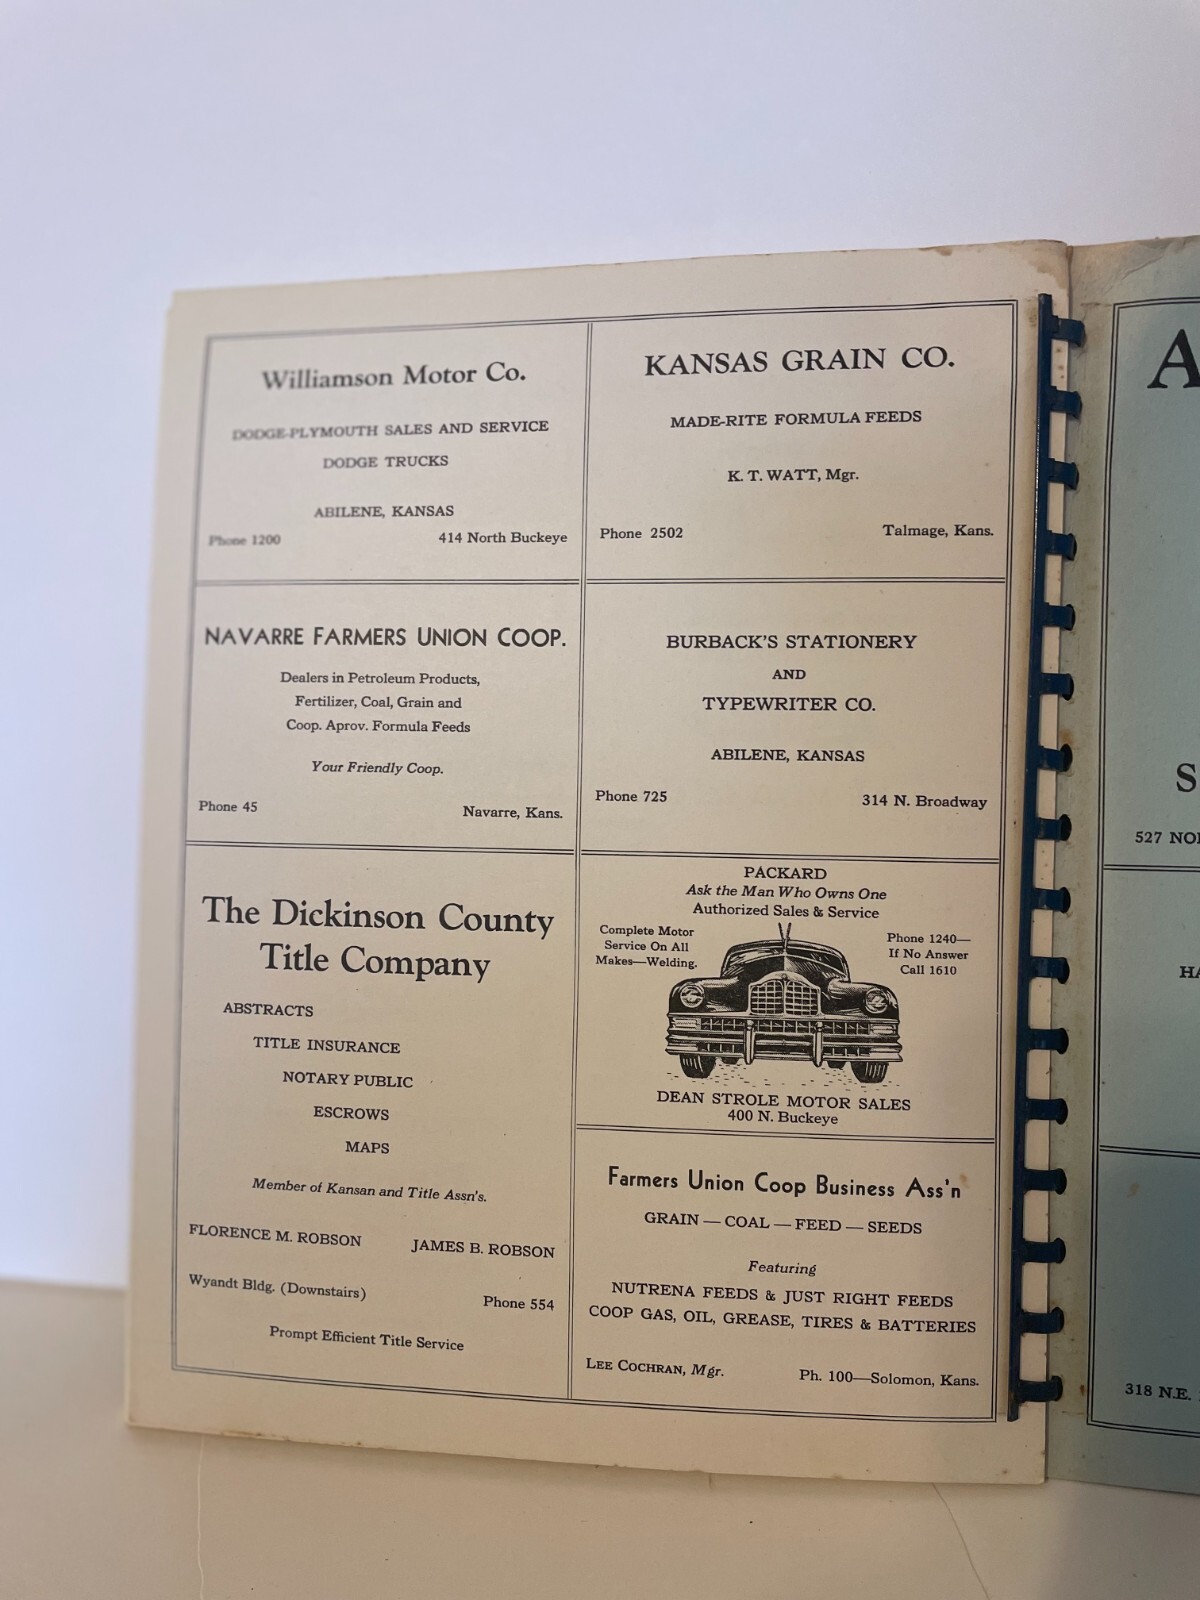 Williamson Motor Co.
DODGE-PLYMOUTH SALES AND SERVICE
DODGE TRUCKS
ABILENE, KANSAS
Phone 1200 414 North Buckeye
KANSAS GRAIN CO.
MADE-RITE FORMULA FEEDS
K. T. WATT, Mgr.
Phone 2502 Talmage, Kans.
NAVARRE FARMERS UNION COOP.
Dealers in Petroleum Products,
Fertilizer, Coal, Grain and
Coop. Aprov. Formula Feeds
Your Friendly Coop.
Phone 45 Navarre, Kans.
BURBACK'S STATIONERY
AND
TYPEWRITER CO.
ABILENE, KANSAS
Phone 725 314 N. Broadway
The Dickinson County
Title Company
ABSTRACTS
TITLE INSURANCE
NOTARY PUBLIC
ESCROWS
MAPS
Member of Kansan and Title Assn's.
FLORENCE M. ROBSON JAMES B. ROBSON
Wyandt Bldg. (Downstairs) Phone 554
Prompt Efficient Title Service
PACKARD
Ask the Man Who Owns One
Authorized Sales & Service
Complete Motor
Service On All
Makes—Welding.
Phone 1240—
If No Answer
Call 1610
DEAN STROLE MOTOR SALES
400 N. Buckeye
Farmers Union Coop Business Ass'n
GRAIN — COAL — FEED — SEEDS
Featuring
NUTRENA FEEDS & JUST RIGHT FEEDS
COOP GAS, OIL, GREASE, TIRES & BATTERIES
LEE COCHRAN, Mgr. Ph. 100—Solomon, Kans.
A
S
527 NO
HA
318 N.E.